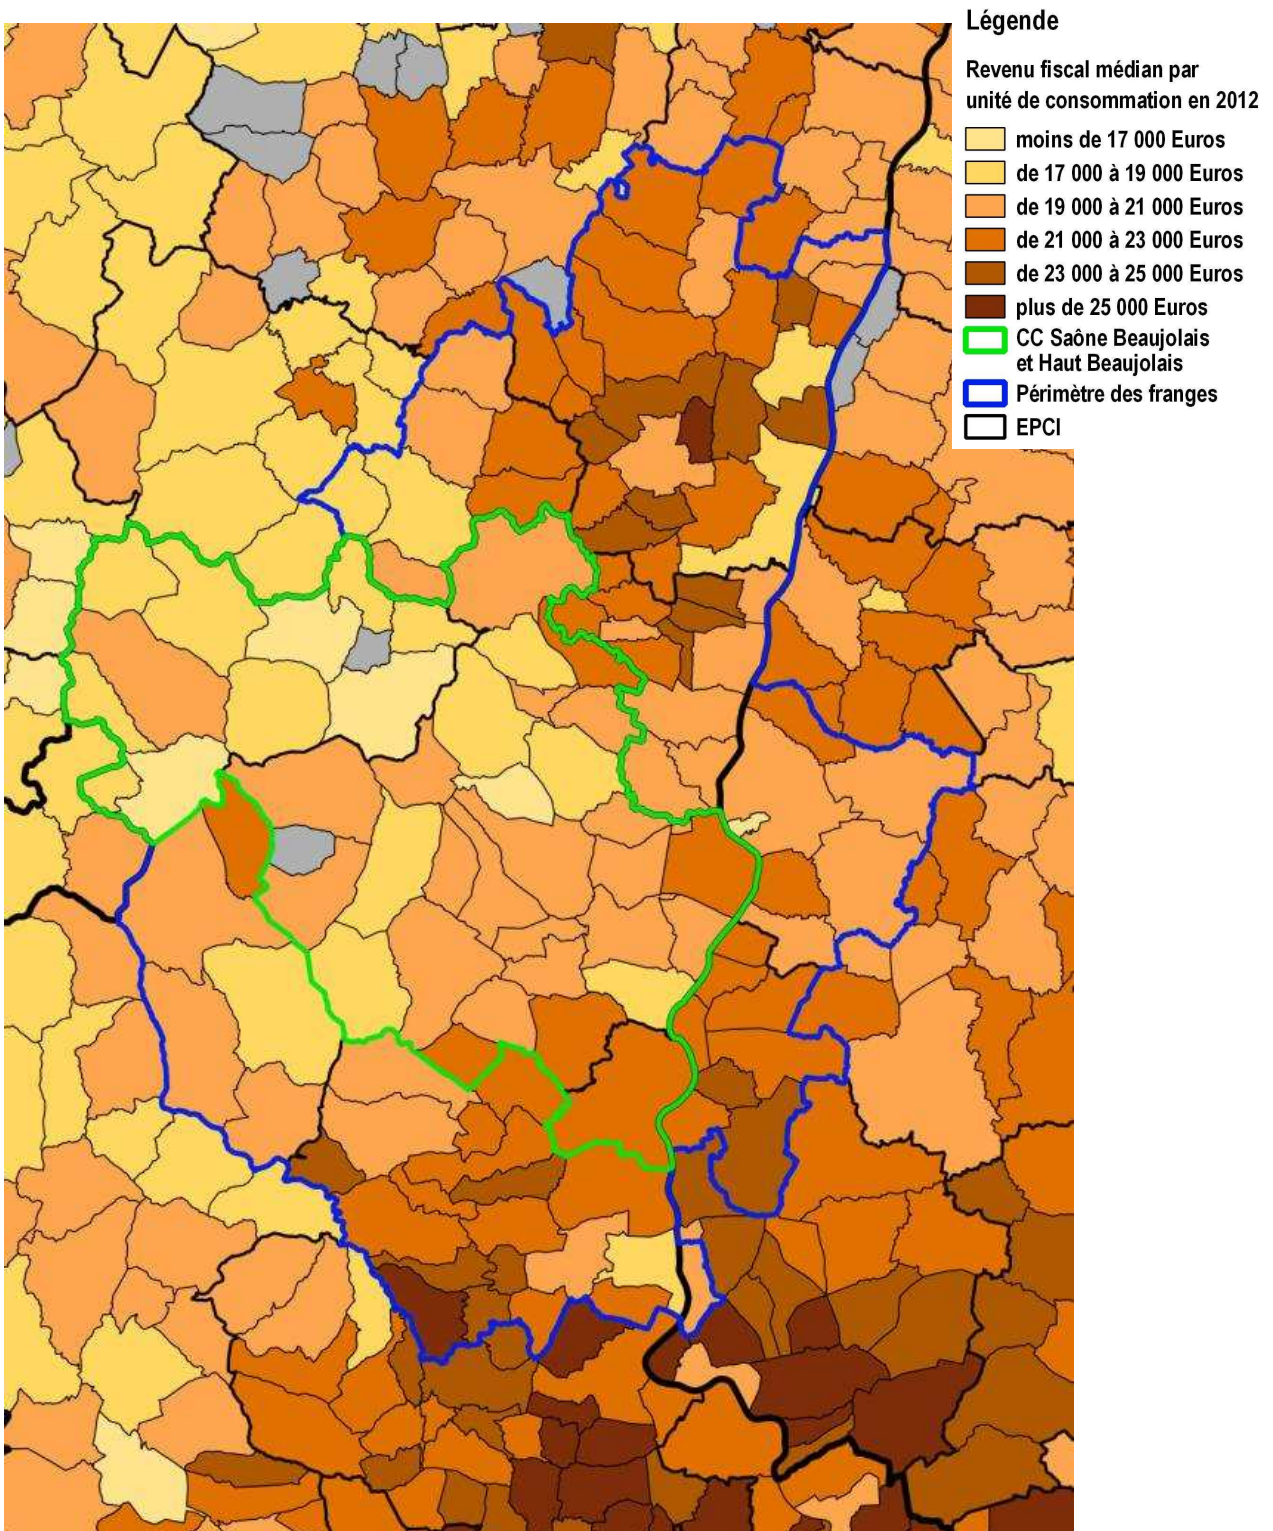 Légende
Revenu fiscal médian par
unité de consommation en 2012
moins de 17 000 Euros
de 17 000 à 19 000 Euros
de 19 000 à 21 000 Euros
de 21 000 à 23 000 Euros
de 23 000 à 25 000 Euros
plus de 25 000 Euros
CC Saône Beaujolais
et Haut Beaujolais
Périmètre des franges
EPCI